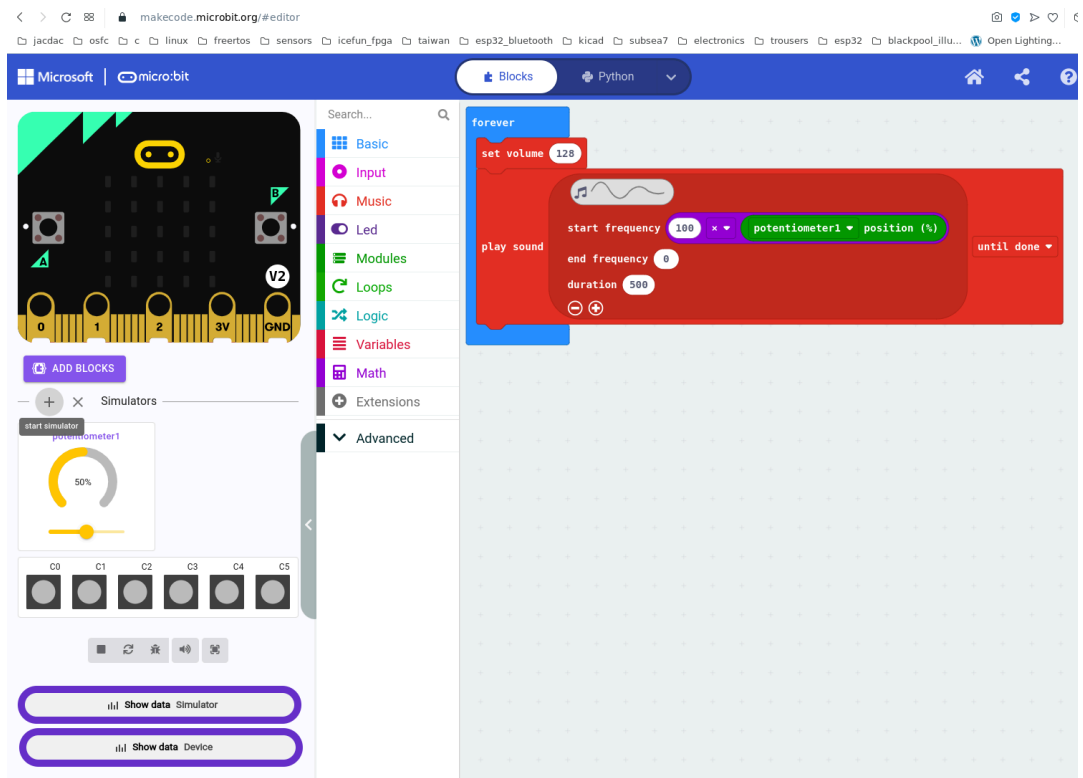 makecode.microbit.org/#editor
jacdac osfc c linux freertos sensors icefun_fpga taiwan esp32_bluetooth kicad subsea7 electronics trousers esp32 blackpool_illu... Open Lighting...
Microsoft micro:bit Blocks Python
Search...
Basic
Input
Music
Led
Modules
Loops
Logic
Variables
Math
Extensions
Advanced
B
A
V2
0 1 2 3V GND
ADD BLOCKS
Simulators
start simulator
potentiometer1
50%
C0 C1 C2 C3 C4 C5
Show data Simulator
Show data Device
forever
set volume 128
play sound
start frequency 100 × potentiometer1 position (%)
end frequency 0
duration 500
until done